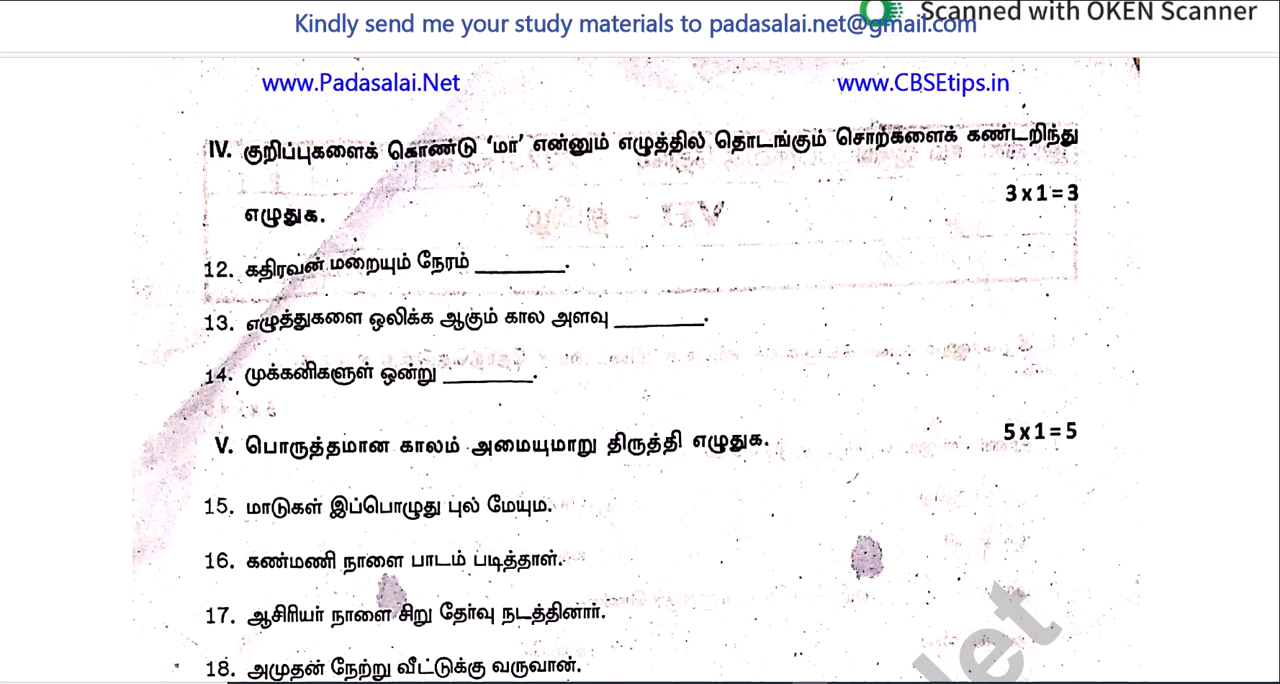 Scanned with OKEN Scanner
Kindly send me your study materials to padasalai.net@gmail.com
www.Padasalai.Net www.CBSEtips.in
IV. குறிப்புகளைக் கொண்டு ‘மா’ என்னும் எழுத்தில் தொடங்கும் சொற்களைக் கண்டறிந்து
எழுதுக. 3 x 1 = 3
12. கதிரவன் மறையும் நேரம் ________.
13. எழுத்துகளை ஒலிக்க ஆகும் கால அளவு ________.
14. முக்கனிகளுள் ஒன்று ________.
V. பொருத்தமான காலம் அமையுமாறு திருத்தி எழுதுக. 5 x 1 = 5
15. மாடுகள் இப்பொழுது புல் மேயும.
16. கண்மணி நாளை பாடம் படித்தாள்.
17. ஆசிரியர் நாளை சிறு தேர்வு நடத்தினார்.
18. அமுதன் நேற்று வீட்டுக்கு வருவான்.